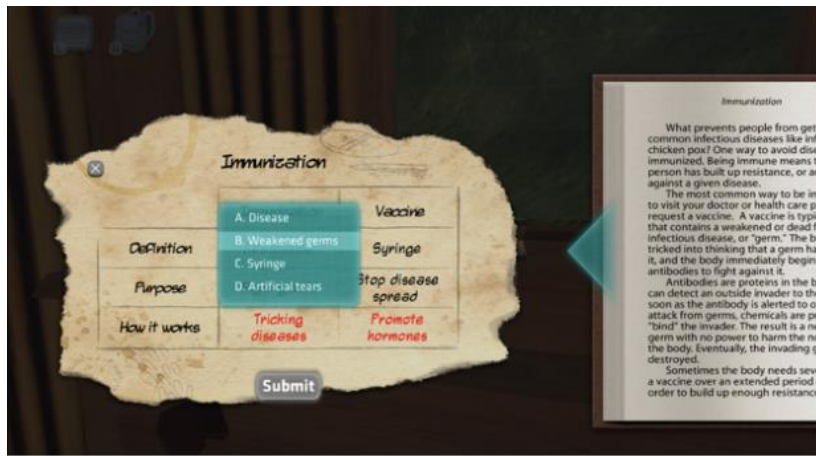 Immunization
Vaccine
A. Disease
B. Weakened germs
C. Syringe
D. Artificial tears
Definition
Syringe
Purpose
Stop disease
spread
How it works
Tricking
diseases
Promote
hormones
Submit
Immunization
What prevents people from get
common infectious diseases like inf
chicken pox? One way to avoid dise
immunized. Being immune means t
person has built up resistance, or a
against a given disease.
The most common way to be im
to visit your doctor or health care p
request a vaccine. A vaccine is typi
that contains a weakened or dead f
infectious disease, or "germ." The b
tricked into thinking that a germ ha
it, and the body immediately begin
antibodies to fight against it.
Antibodies are proteins in the b
can detect an outside invader to the
soon as the antibody is alerted to o
attack from germs, chemicals are p
"bind" the invader. The result is a ne
germ with no power to harm the no
the body. Eventually, the invading g
destroyed.
Sometimes the body needs sev
a vaccine over an extended period
order to build up enough resistanc